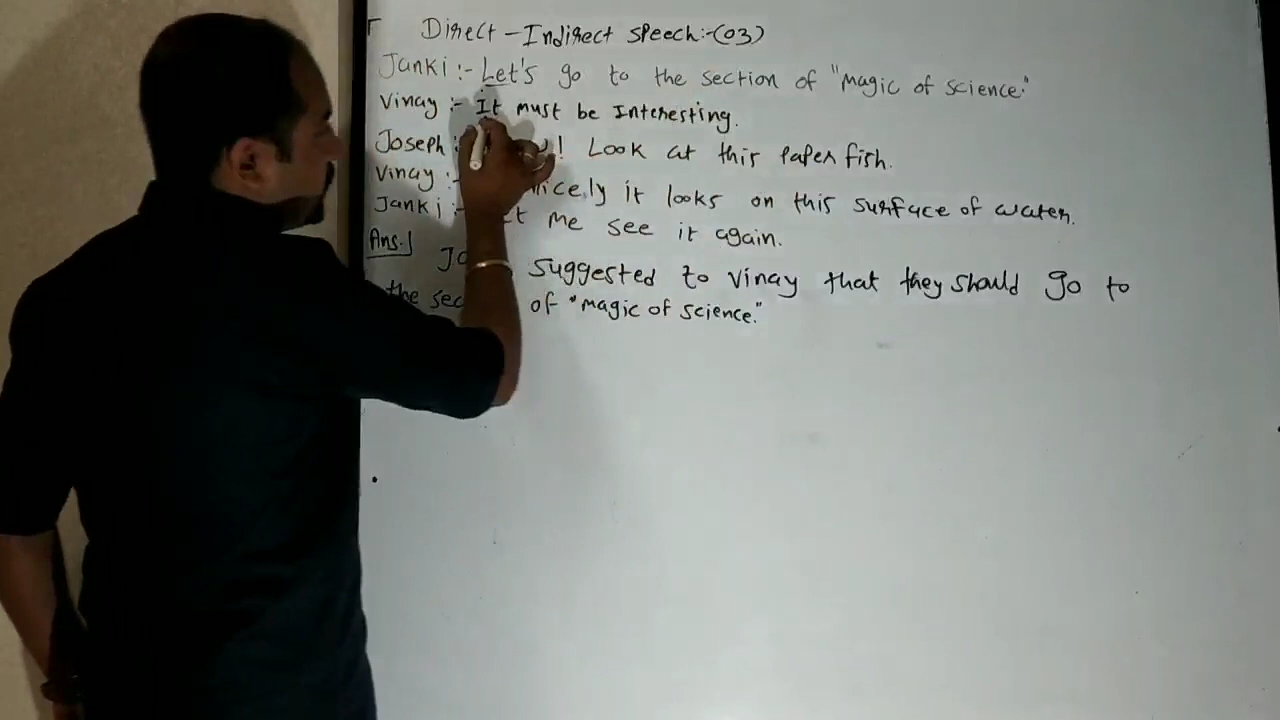 Direct - Indirect speech:-(03)
Janki :- Let's go to the section of "magic of science."
Vinay :- It must be Interesting.
Joseph : ! Look at this Paper fish.
Vinay :- nicely it looks on this surface of water.
Janki :- me see it again.
Ans.] suggested to Vinay that they should go to
the of "magic of science."